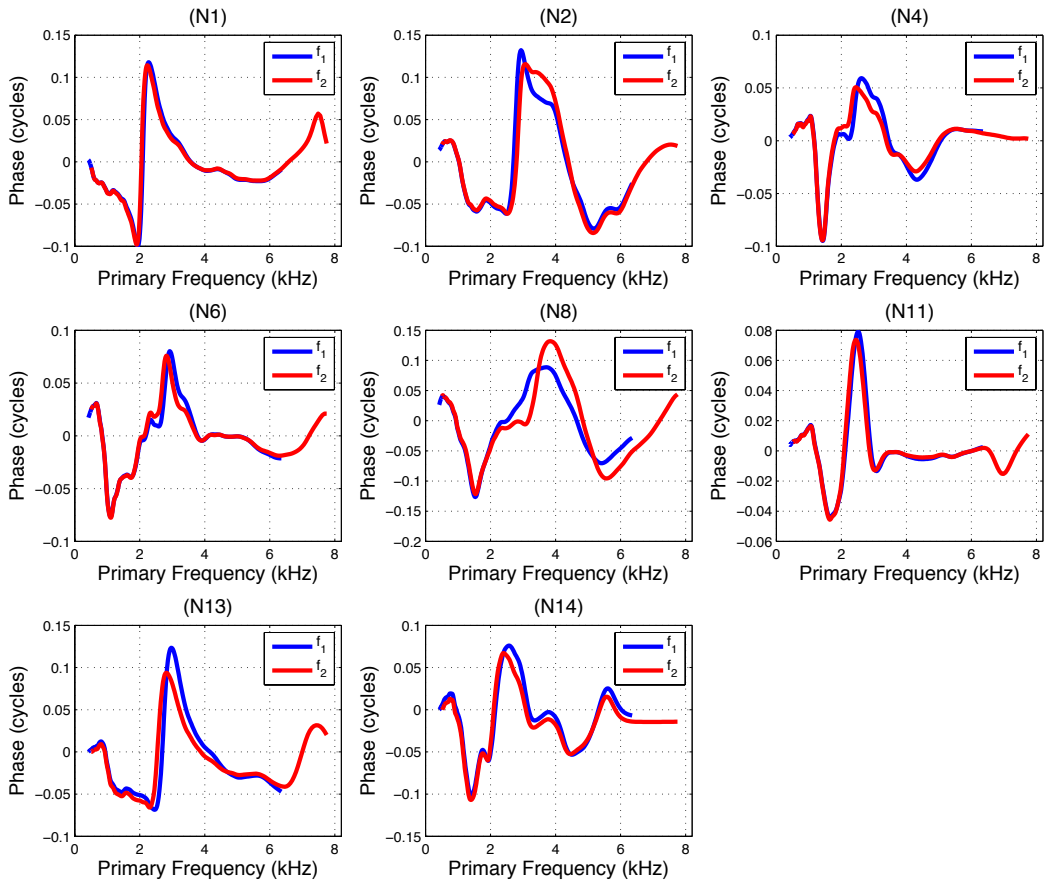 (N1)
0.15
0.1
0.05
0
−0.05
−0.1
Phase (cycles)
0 2 4 6 8
Primary Frequency (kHz)
f1
f2
(N2)
0.15
0.1
0.05
0
−0.05
−0.1
Phase (cycles)
0 2 4 6 8
Primary Frequency (kHz)
f1
f2
(N4)
0.1
0.05
0
−0.05
−0.1
Phase (cycles)
0 2 4 6 8
Primary Frequency (kHz)
f1
f2
(N6)
0.1
0.05
0
−0.05
−0.1
Phase (cycles)
0 2 4 6 8
Primary Frequency (kHz)
f1
f2
(N8)
0.15
0.1
0.05
0
−0.05
−0.1
−0.15
−0.2
Phase (cycles)
0 2 4 6 8
Primary Frequency (kHz)
f1
f2
(N11)
0.08
0.06
0.04
0.02
0
−0.02
−0.04
−0.06
Phase (cycles)
0 2 4 6 8
Primary Frequency (kHz)
f1
f2
(N13)
0.15
0.1
0.05
0
−0.05
−0.1
Phase (cycles)
0 2 4 6 8
Primary Frequency (kHz)
f1
f2
(N14)
0.1
0.05
0
−0.05
−0.1
−0.15
Phase (cycles)
0 2 4 6 8
Primary Frequency (kHz)
f1
f2